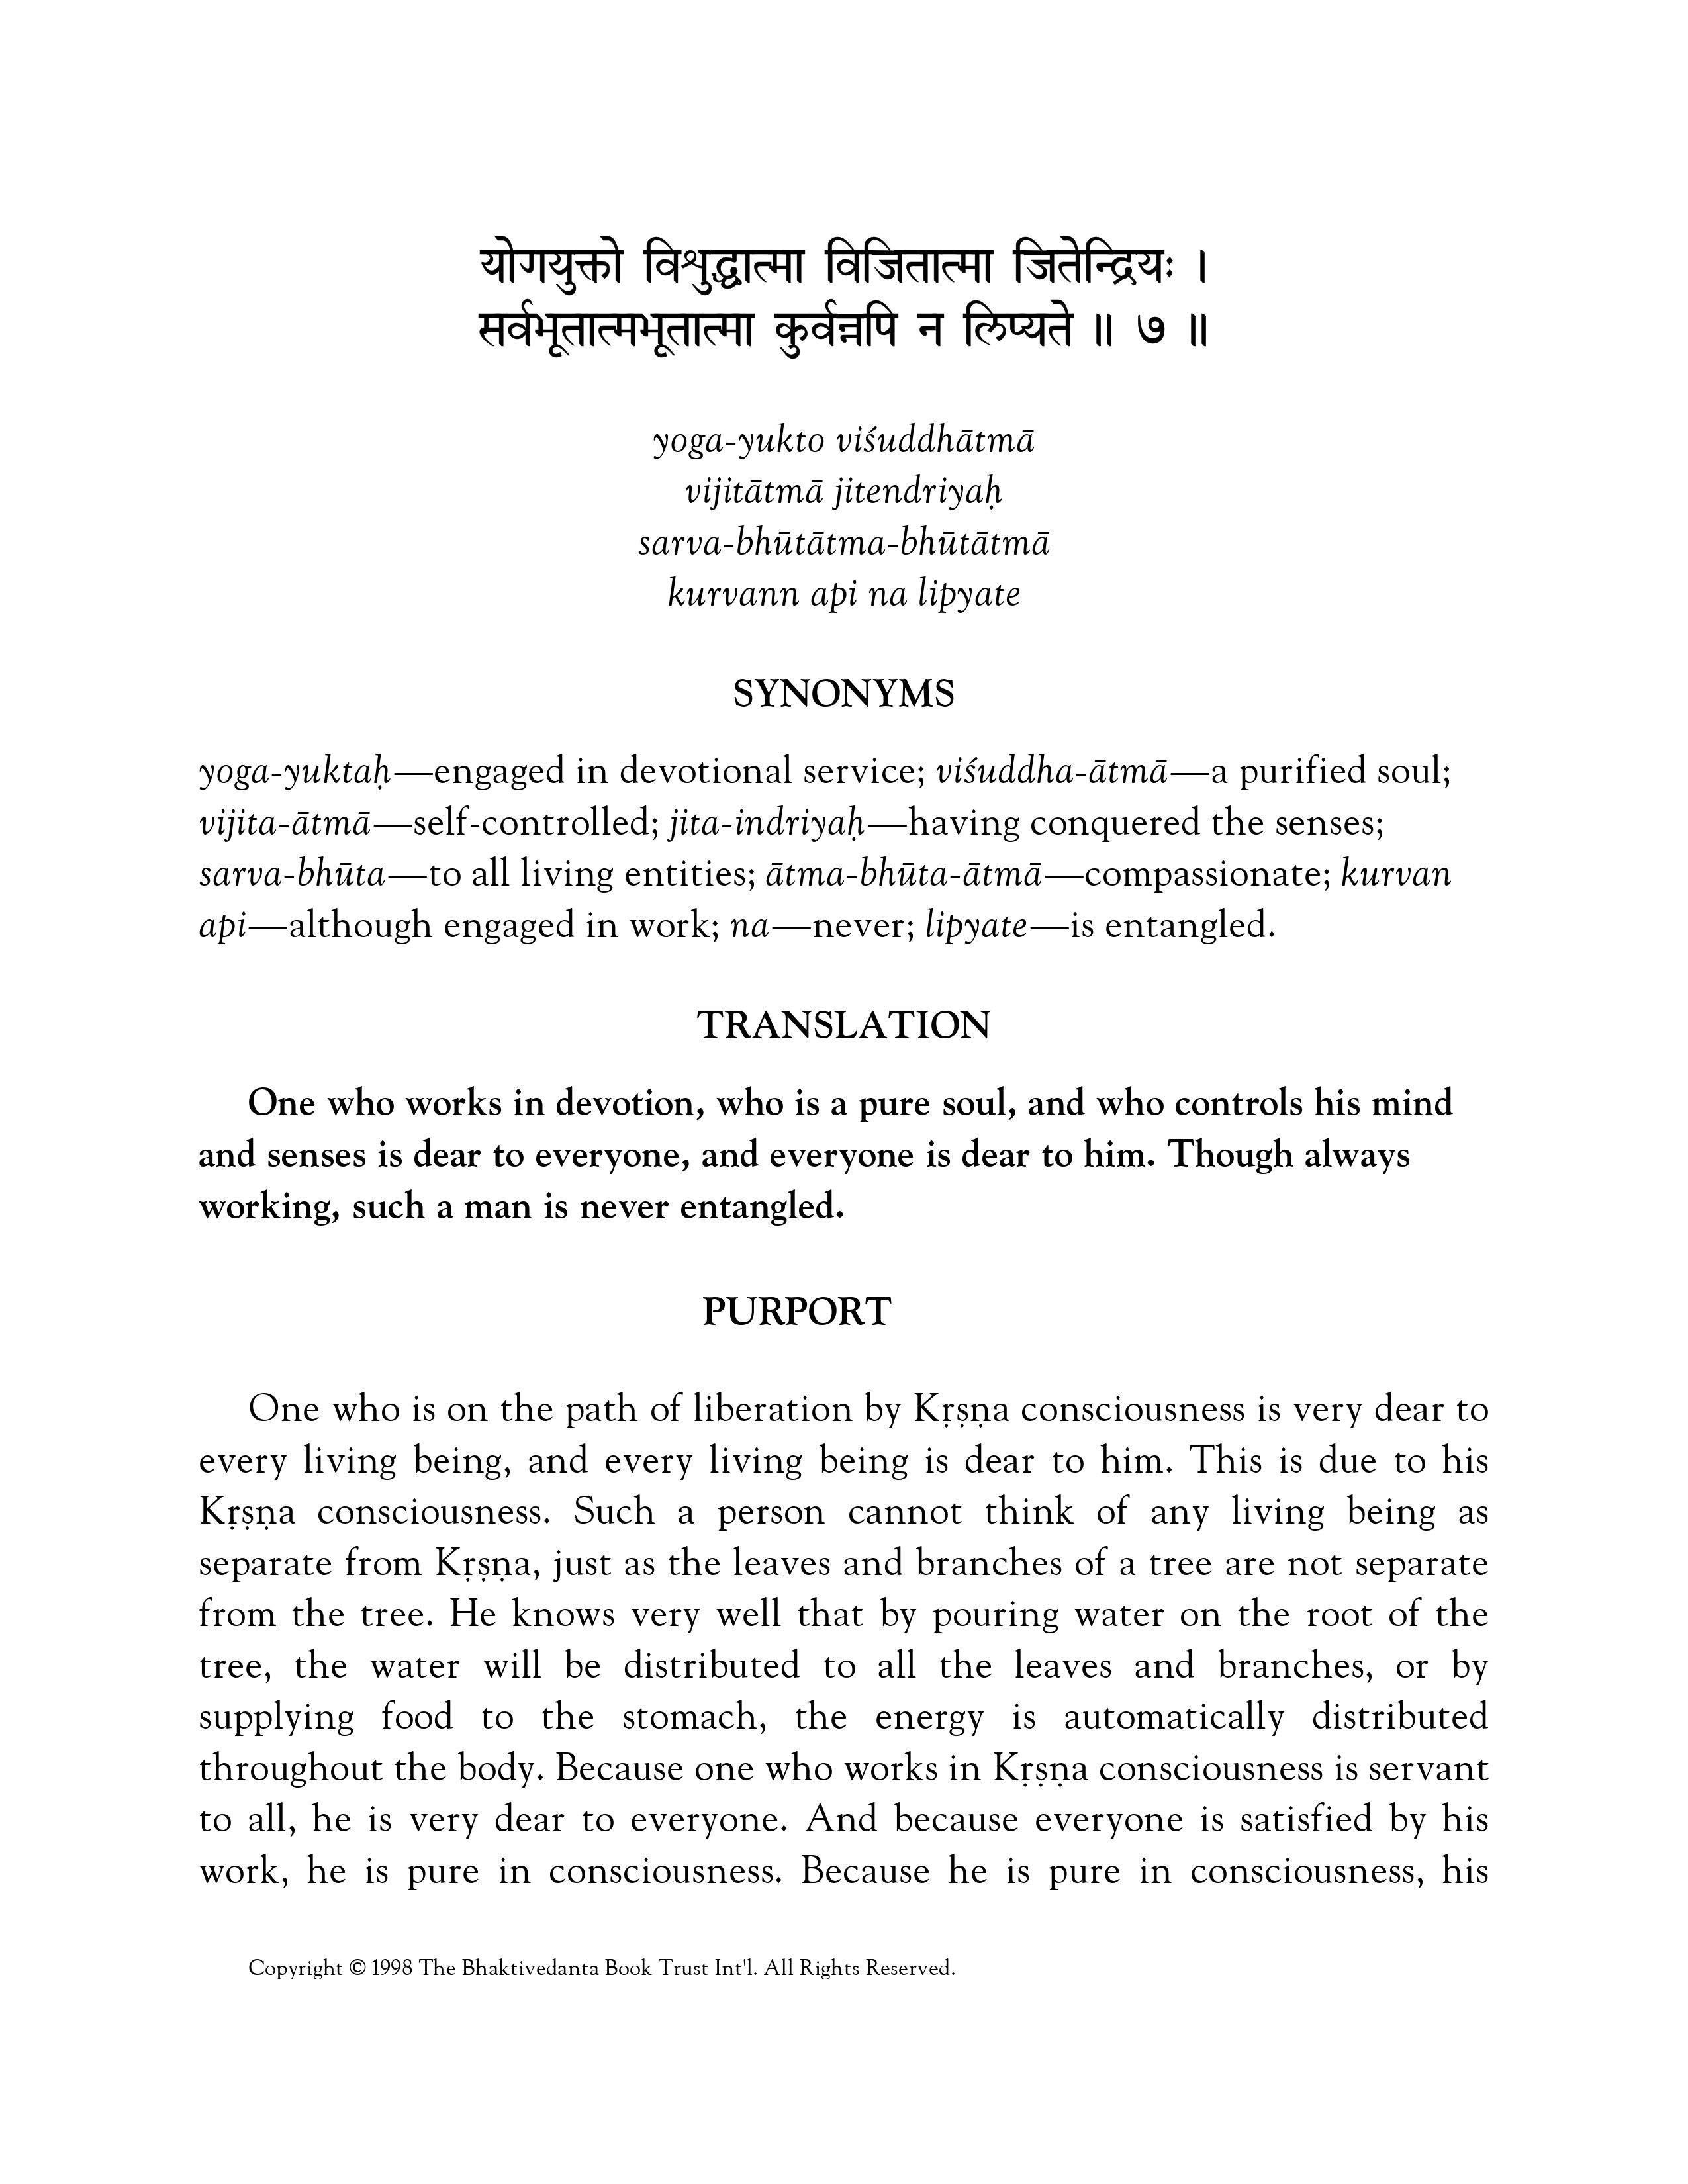 योगयुक्तो विशुद्धात्मा विजितात्मा जितेन्द्रियः ।
सर्वभूतात्मभूतात्मा कुर्वन्नपि न लिप्यते ॥ ७ ॥
yoga-yukto viśuddhātmā
vijitātmā jitendriyaḥ
sarva-bhūtātma-bhūtātmā
kurvann api na lipyate
SYNONYMS
yoga-yuktaḥ—engaged in devotional service; viśuddha-ātmā—a purified soul;
vijita-ātmā—self-controlled; jita-indriyaḥ—having conquered the senses;
sarva-bhūta—to all living entities; ātma-bhūta-ātmā—compassionate; kurvan
api—although engaged in work; na—never; lipyate—is entangled.
TRANSLATION
One who works in devotion, who is a pure soul, and who controls his mind
and senses is dear to everyone, and everyone is dear to him. Though always
working, such a man is never entangled.
PURPORT
One who is on the path of liberation by Kṛṣṇa consciousness is very dear to
every living being, and every living being is dear to him. This is due to his
Kṛṣṇa consciousness. Such a person cannot think of any living being as
separate from Kṛṣṇa, just as the leaves and branches of a tree are not separate
from the tree. He knows very well that by pouring water on the root of the
tree, the water will be distributed to all the leaves and branches, or by
supplying food to the stomach, the energy is automatically distributed
throughout the body. Because one who works in Kṛṣṇa consciousness is servant
to all, he is very dear to everyone. And because everyone is satisfied by his
work, he is pure in consciousness. Because he is pure in consciousness, his
Copyright © 1998 The Bhaktivedanta Book Trust Int'l. All Rights Reserved.